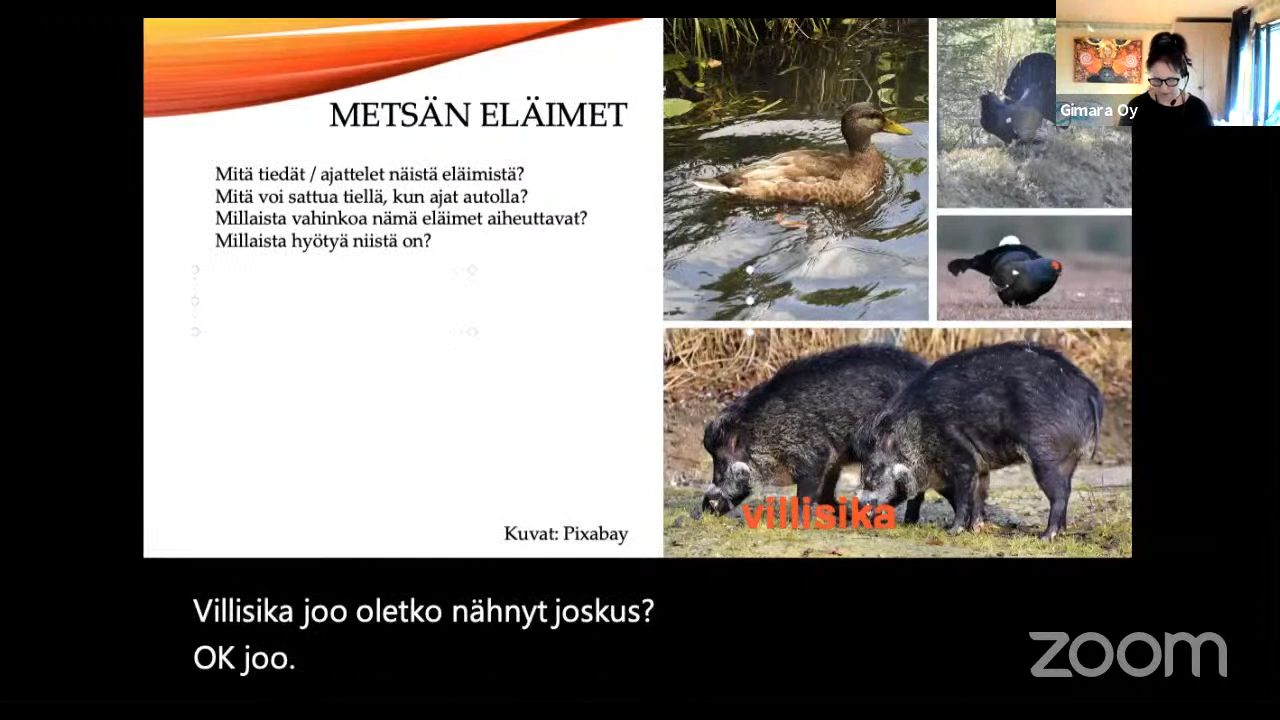 METSÄN ELÄIMET
Mitä tiedät / ajattelet näistä eläimistä?
Mitä voi sattua tiellä, kun ajat autolla?
Millaista vahinkoa nämä eläimet aiheuttavat?
Millaista hyötyä niistä on?
Kuvat: Pixabay
villisika
Gimara Oy
Villisika joo oletko nähnyt joskus?
OK joo.
zoom